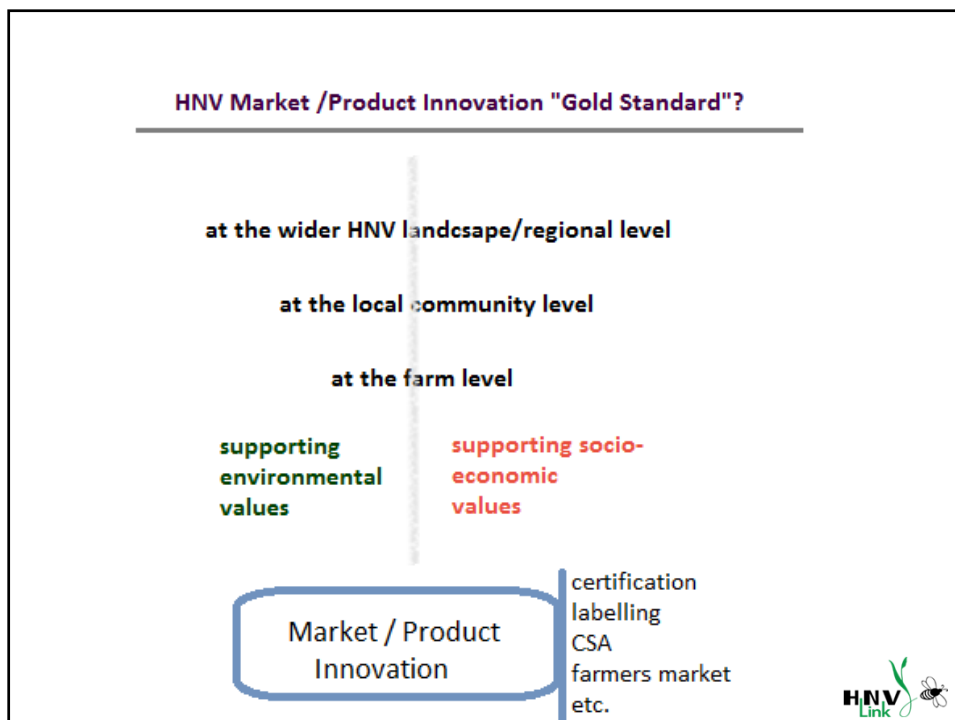 HNV Market /Product Innovation "Gold Standard"?
at the wider HNV landcsape/regional level
at the local community level
at the farm level
supporting
environmental
values
supporting socio-
economic
values
Market / Product
Innovation
certification
labelling
CSA
farmers market
etc.
HNV
Link